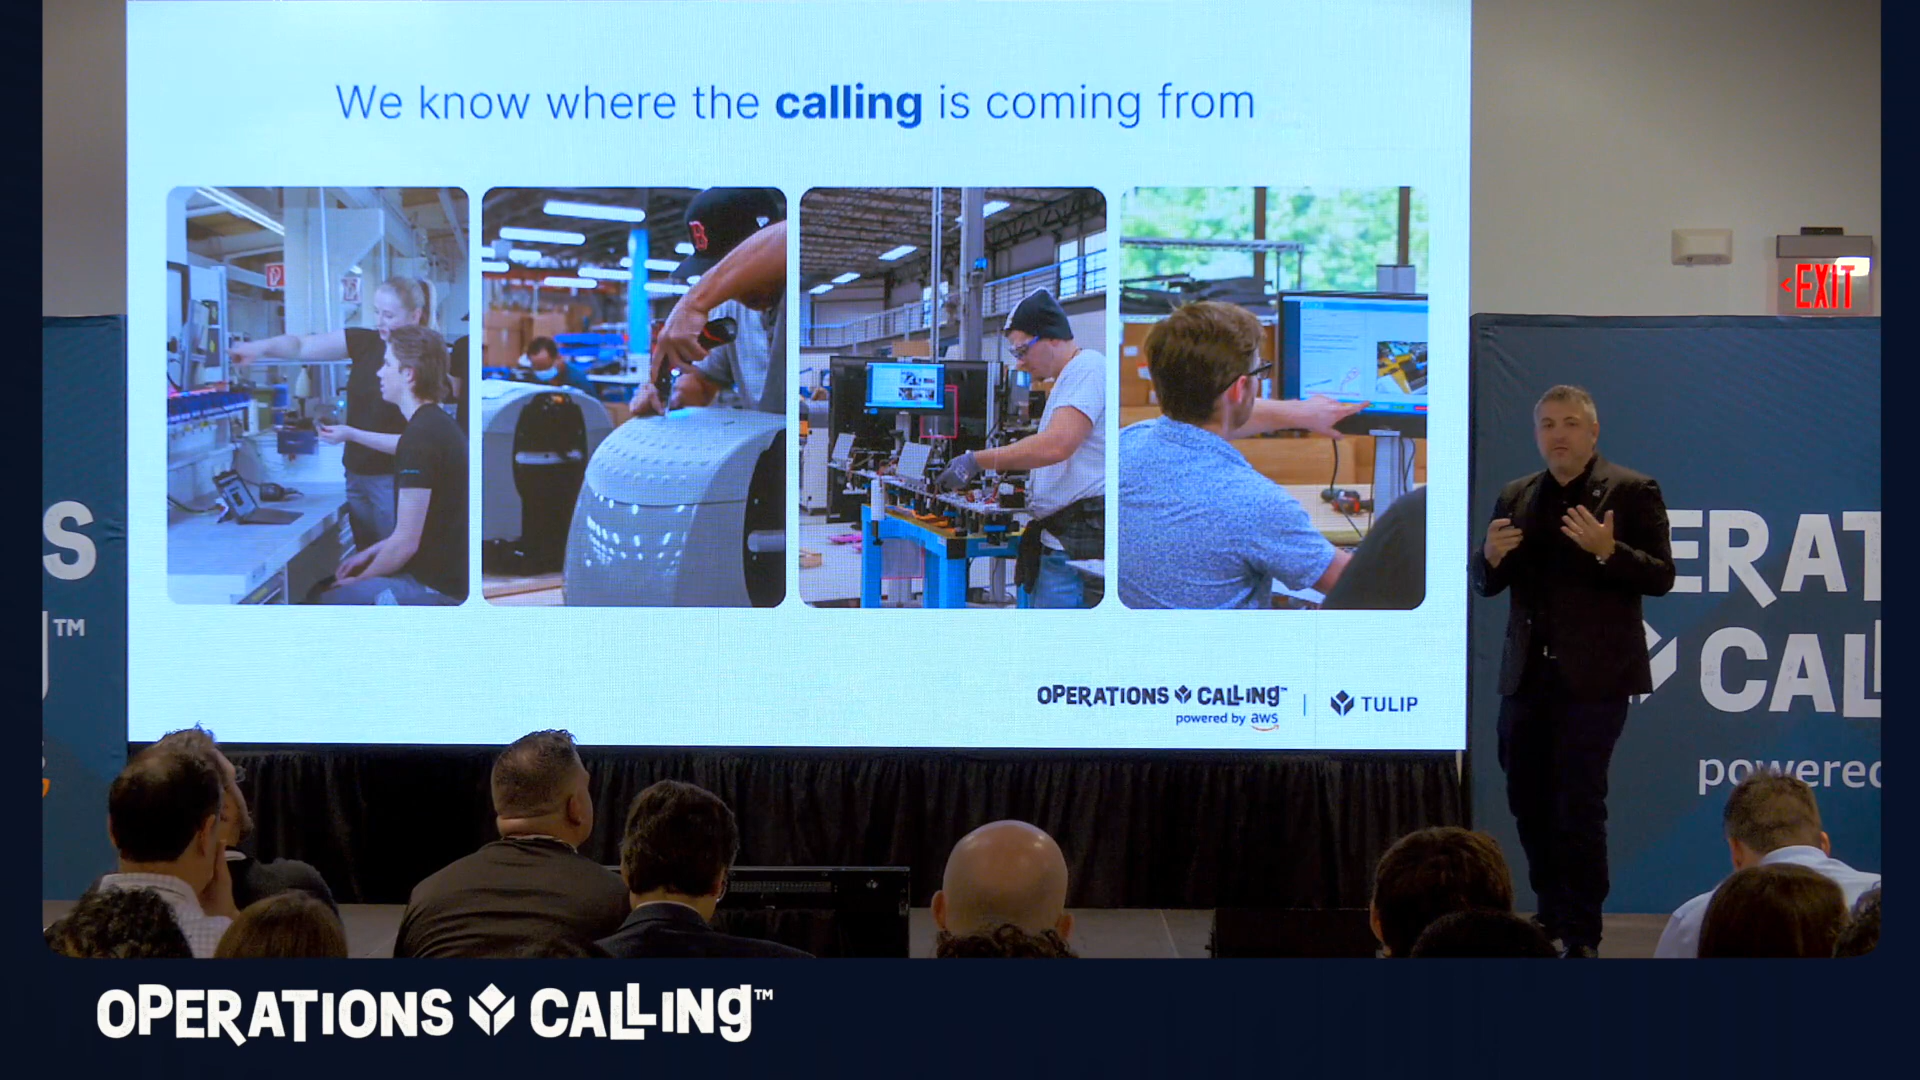 We know where the calling is coming from
B
EXIT
OPERATIONS CALLING™
powered by aws
TULIP
S
™
ERAT
CAL
powered
OPERATIONS CALLING™